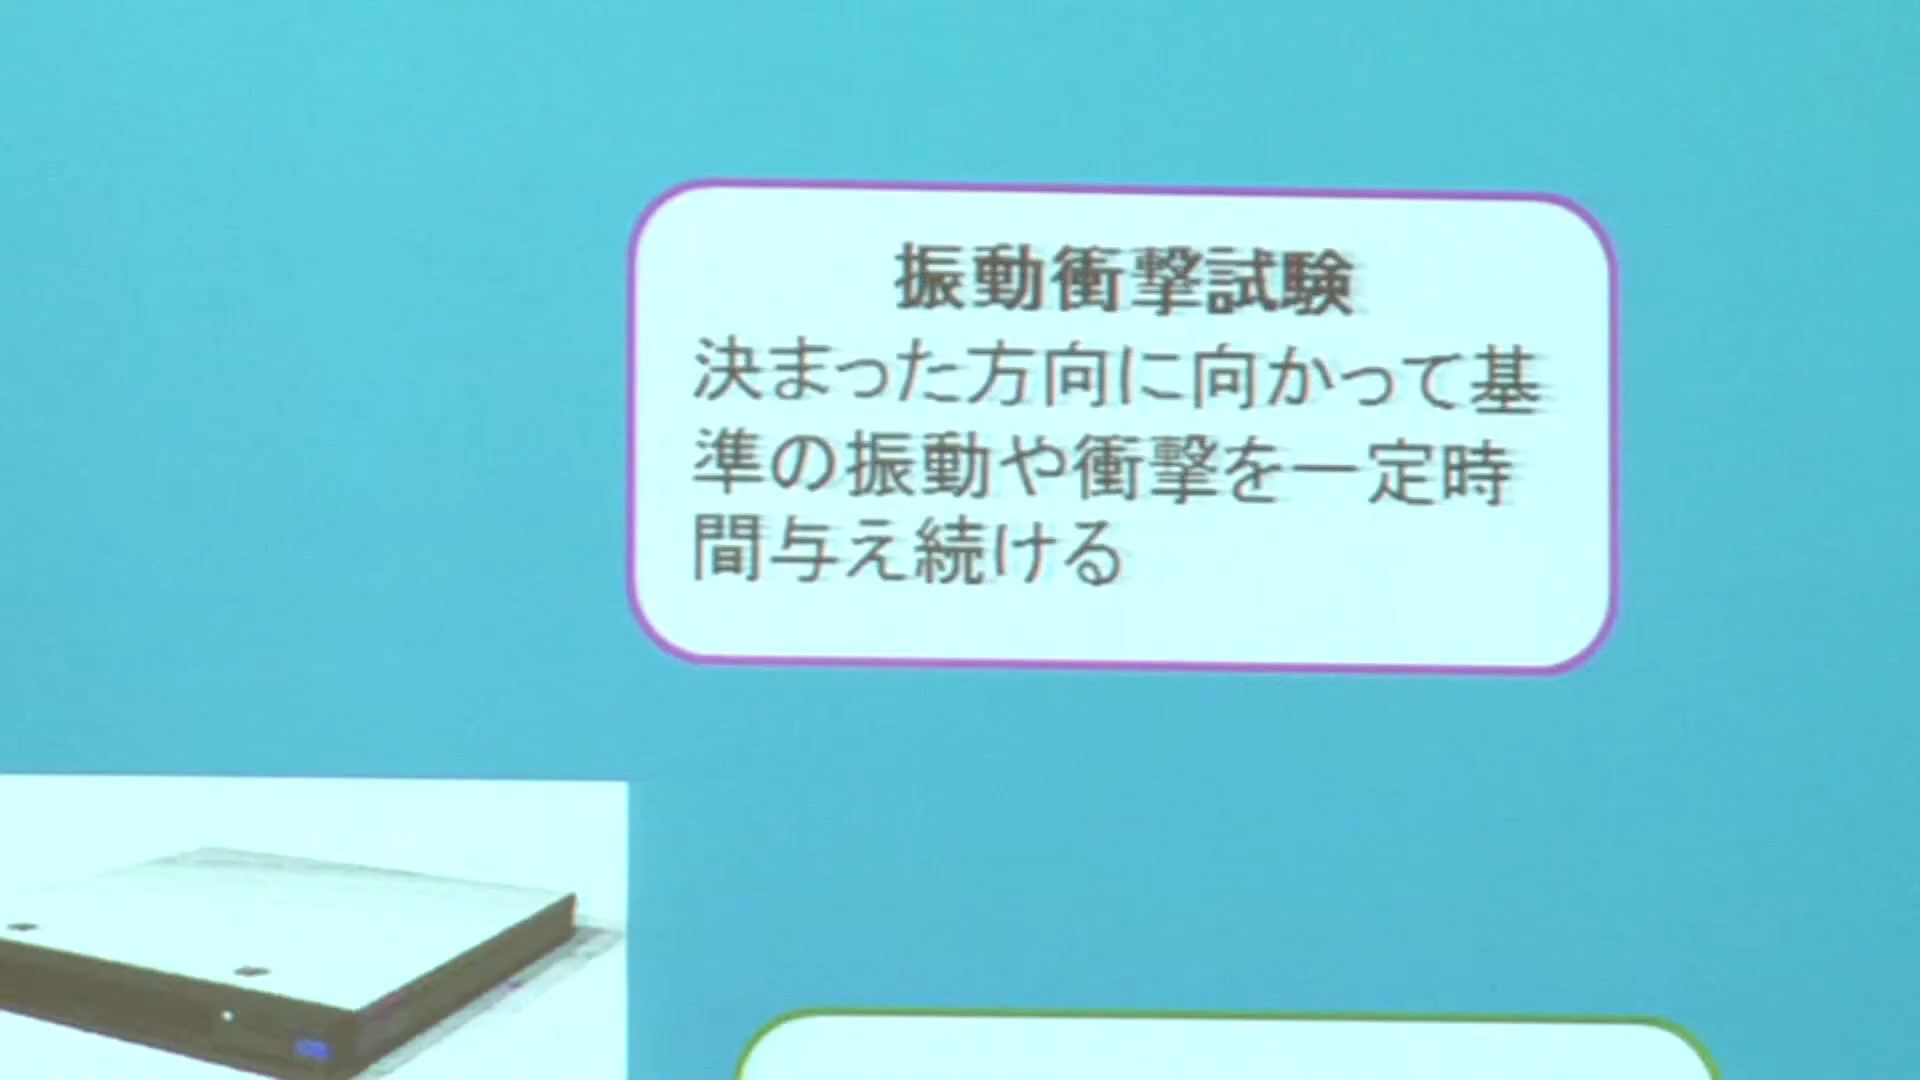 振動衝撃試験
決まった方向に向かって基
準の振動や衝撃を一定時
間与え続ける